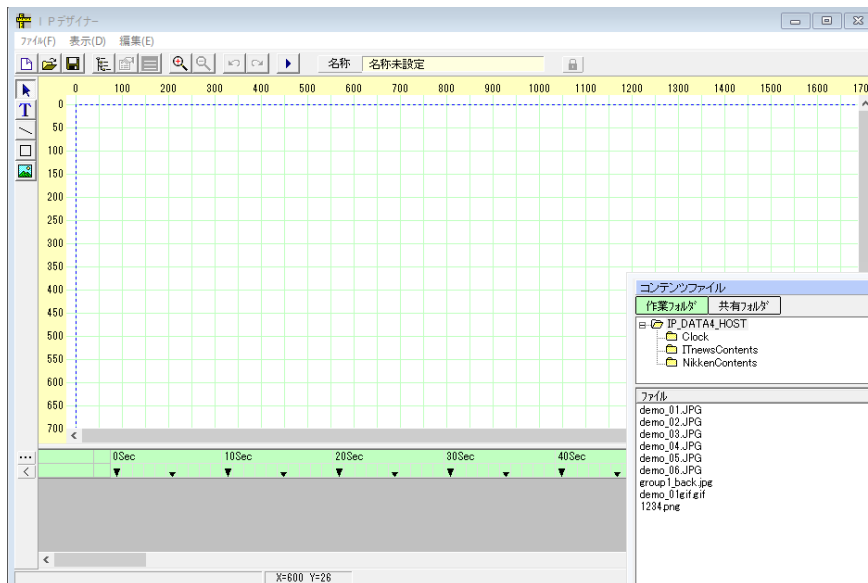 IPデザイナー
ファイル(F) 表示(D) 編集(E)
名称 名称未設定
0 100 200 300 400 500 600 700 800 900 1000 1100 1200 1300 1400 1500 1600 170
T
0
50
100
150
200
250
300
350
400
450
500
550
600
650
700
コンテンツファイル
作業フォルダ 共有フォルダ
IP_DATA4_HOST
Clock
ITnewsContents
NikkenContents
ファイル
demo_01.JPG
demo_02.JPG
demo_03.JPG
demo_04.JPG
demo_05.JPG
demo_06.JPG
group1_back.jpg
demo_01gif.gif
1234.png
0Sec 10Sec 20Sec 30Sec 40Sec
X=600 Y=26